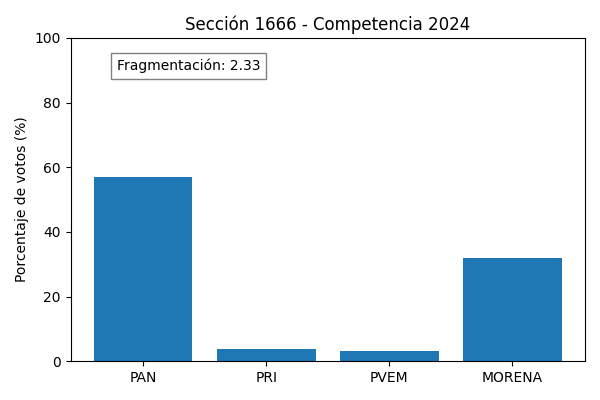 Sección 1666 - Competencia 2024
Fragmentación: 2.33
Porcentaje de votos (%)
100
80
60
40
20
0
PAN PRI PVEM MORENA